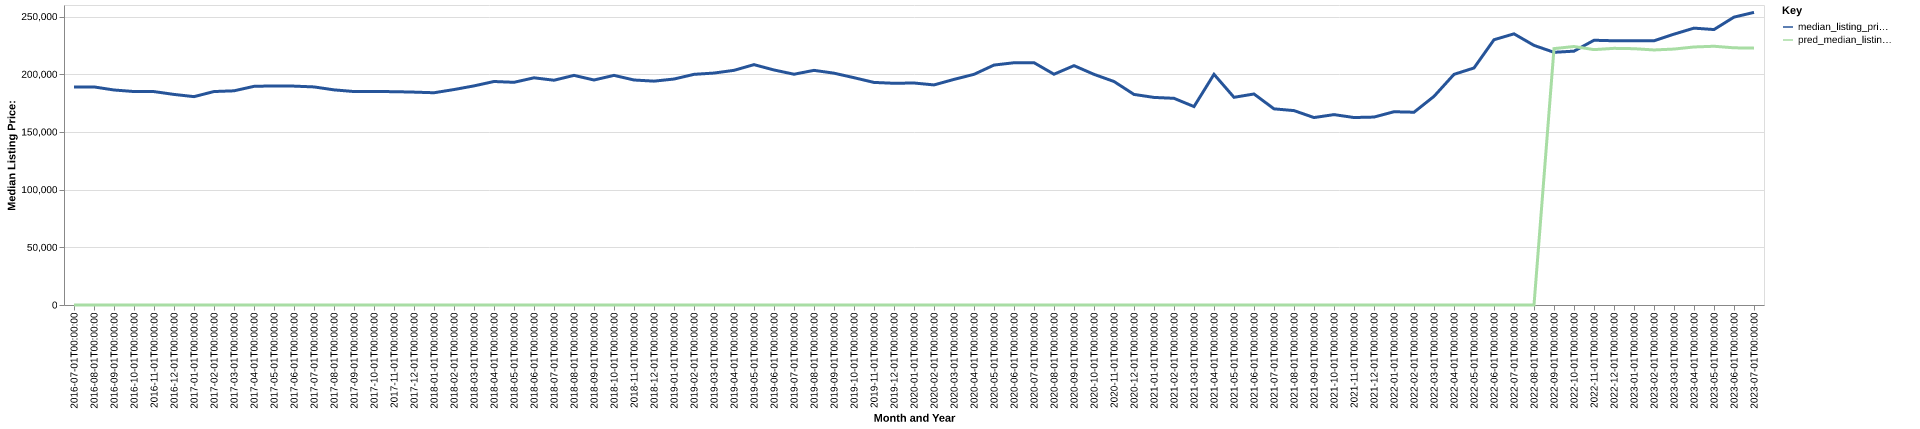 Key
median_listing_pri…
pred_median_listin…
Median Listing Price:
250,000
200,000
150,000
100,000
50,000
0
2016-07-01T00:00:00
2016-08-01T00:00:00
2016-09-01T00:00:00
2016-10-01T00:00:00
2016-11-01T00:00:00
2016-12-01T00:00:00
2017-01-01T00:00:00
2017-02-01T00:00:00
2017-03-01T00:00:00
2017-04-01T00:00:00
2017-05-01T00:00:00
2017-06-01T00:00:00
2017-07-01T00:00:00
2017-08-01T00:00:00
2017-09-01T00:00:00
2017-10-01T00:00:00
2017-11-01T00:00:00
2017-12-01T00:00:00
2018-01-01T00:00:00
2018-02-01T00:00:00
2018-03-01T00:00:00
2018-04-01T00:00:00
2018-05-01T00:00:00
2018-06-01T00:00:00
2018-07-01T00:00:00
2018-08-01T00:00:00
2018-09-01T00:00:00
2018-10-01T00:00:00
2018-11-01T00:00:00
2018-12-01T00:00:00
2019-01-01T00:00:00
2019-02-01T00:00:00
2019-03-01T00:00:00
2019-04-01T00:00:00
2019-05-01T00:00:00
2019-06-01T00:00:00
2019-07-01T00:00:00
2019-08-01T00:00:00
2019-09-01T00:00:00
2019-10-01T00:00:00
2019-11-01T00:00:00
2019-12-01T00:00:00
2020-01-01T00:00:00
2020-02-01T00:00:00
2020-03-01T00:00:00
2020-04-01T00:00:00
2020-05-01T00:00:00
2020-06-01T00:00:00
2020-07-01T00:00:00
2020-08-01T00:00:00
2020-09-01T00:00:00
2020-10-01T00:00:00
2020-11-01T00:00:00
2020-12-01T00:00:00
2021-01-01T00:00:00
2021-02-01T00:00:00
2021-03-01T00:00:00
2021-04-01T00:00:00
2021-05-01T00:00:00
2021-06-01T00:00:00
2021-07-01T00:00:00
2021-08-01T00:00:00
2021-09-01T00:00:00
2021-10-01T00:00:00
2021-11-01T00:00:00
2021-12-01T00:00:00
2022-01-01T00:00:00
2022-02-01T00:00:00
2022-03-01T00:00:00
2022-04-01T00:00:00
2022-05-01T00:00:00
2022-06-01T00:00:00
2022-07-01T00:00:00
2022-08-01T00:00:00
2022-09-01T00:00:00
2022-10-01T00:00:00
2022-11-01T00:00:00
2022-12-01T00:00:00
2023-01-01T00:00:00
2023-02-01T00:00:00
2023-03-01T00:00:00
2023-04-01T00:00:00
2023-05-01T00:00:00
2023-06-01T00:00:00
2023-07-01T00:00:00
Month and Year